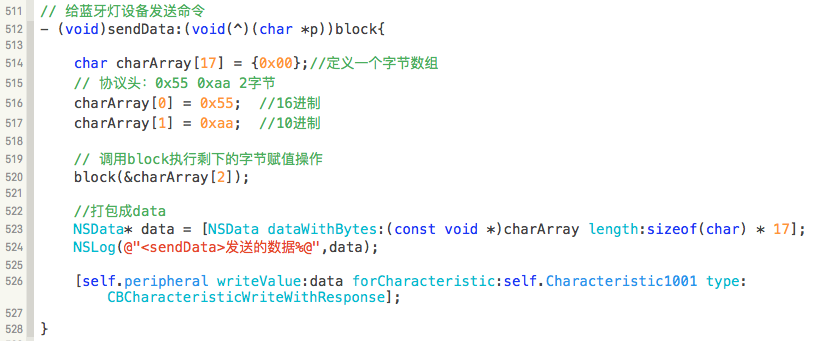 511 // 给蓝牙灯设备发送命令
512 - (void)sendData:(void(^)(char *p))block{
513
514 char charArray[17] = {0x00};//定义一个字节数组
515 // 协议头：0x55 0xaa 2字节
516 charArray[0] = 0x55;  //16进制
517 charArray[1] = 0xaa;  //10进制
518
519 // 调用block执行剩下的字节赋值操作
520 block(&charArray[2]);
521
522 //打包成data
523 NSData* data = [NSData dataWithBytes:(const void *)charArray length:sizeof(char) * 17];
524 NSLog(@"<sendData>发送的数据%@",data);
525
526 [self.peripheral writeValue:data forCharacteristic:self.Characteristic1001 type:
CBCharacteristicWriteWithResponse];
527
528 }